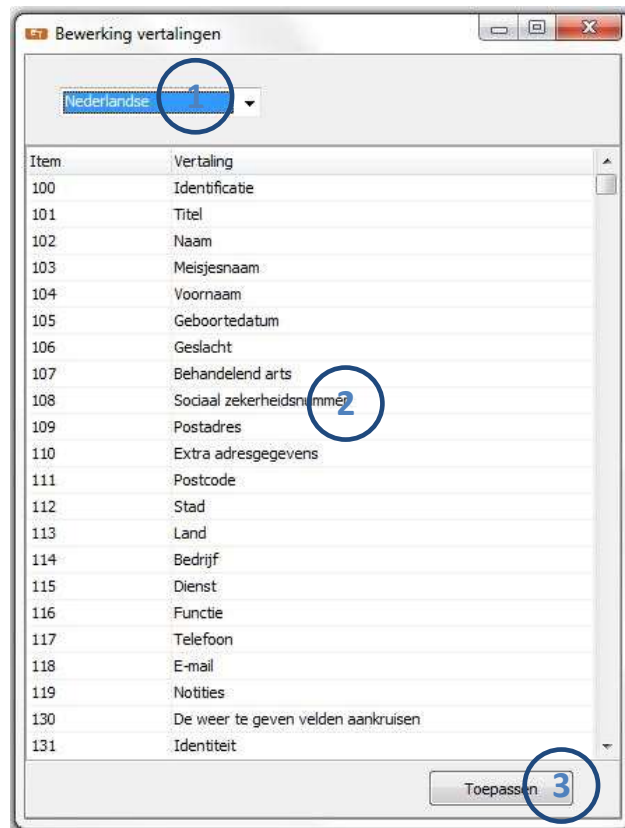 Bewerking vertalingen
Nederlandse 1
Item Vertaling
100 Identificatie
101 Titel
102 Naam
103 Meisjesnaam
104 Voornaam
105 Geboortedatum
106 Geslacht
107 Behandelend arts
108 Sociaal zekerheidsnummer 2
109 Postadres
110 Extra adresgegevens
111 Postcode
112 Stad
113 Land
114 Bedrijf
115 Dienst
116 Functie
117 Telefoon
118 E-mail
119 Notities
130 De weer te geven velden aankruisen
131 Identiteit
Toepassen 3